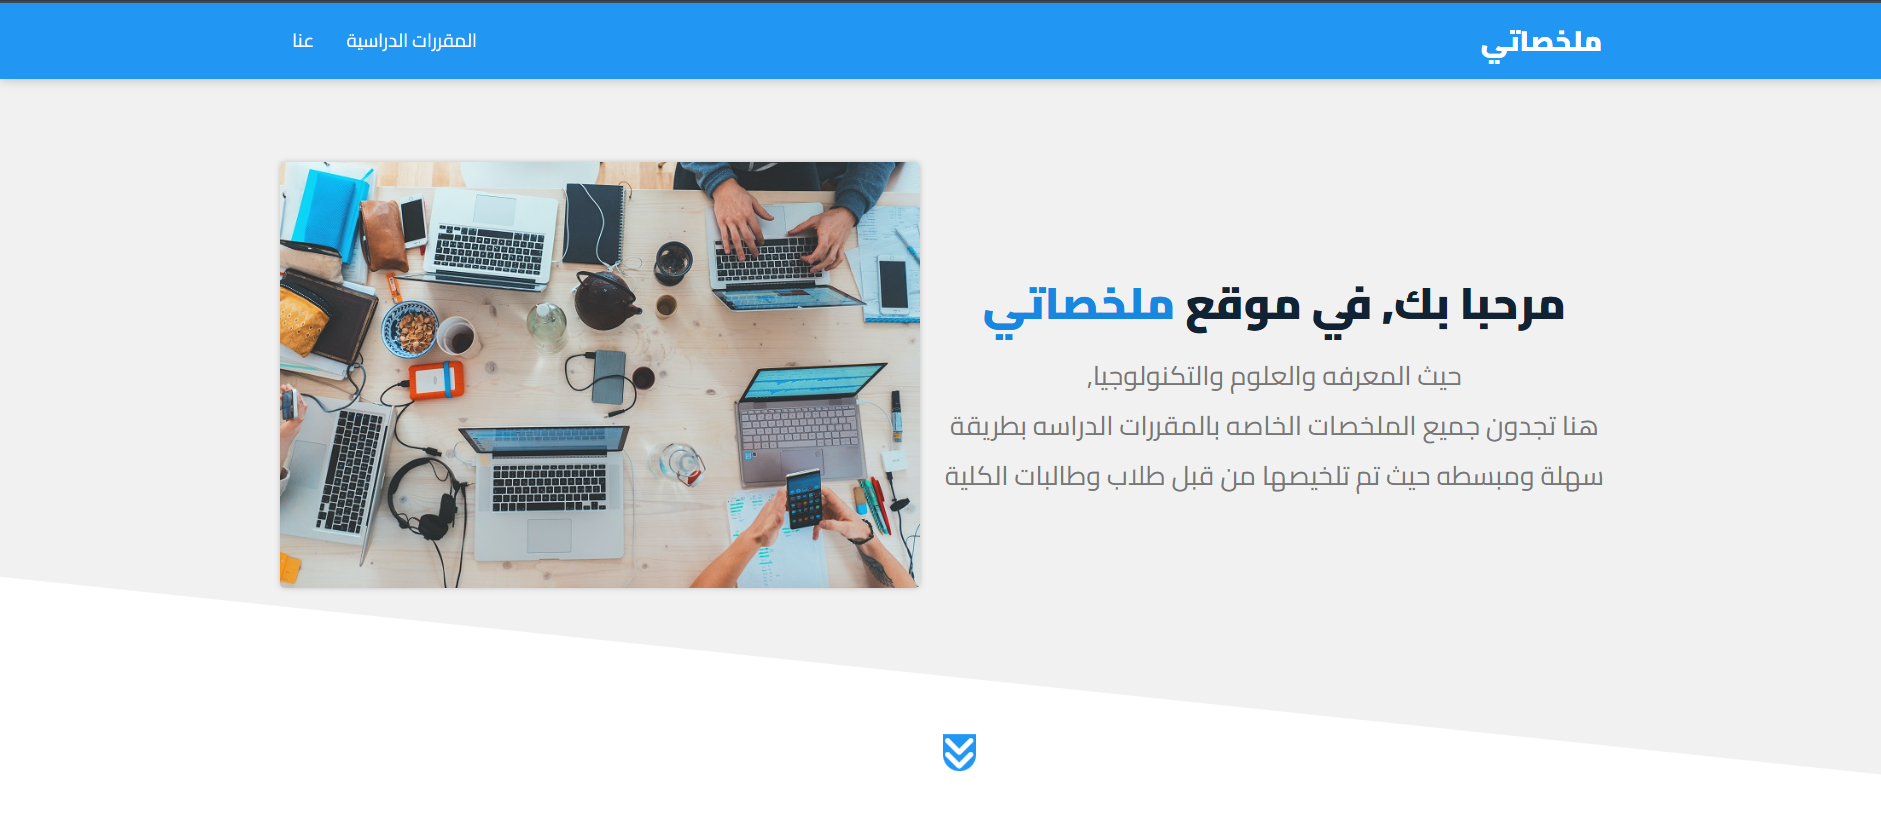 ملخصاتي
المقررات الدراسية
عنا
مرحبا بك, في موقع ملخصاتي
حيث المعرفه والعلوم والتكنولوجيا,
هنا تجدون جميع الملخصات الخاصه بالمقررات الدراسه بطريقة
سهلة ومبسطه حيث تم تلخيصها من قبل طلاب وطالبات الكلية